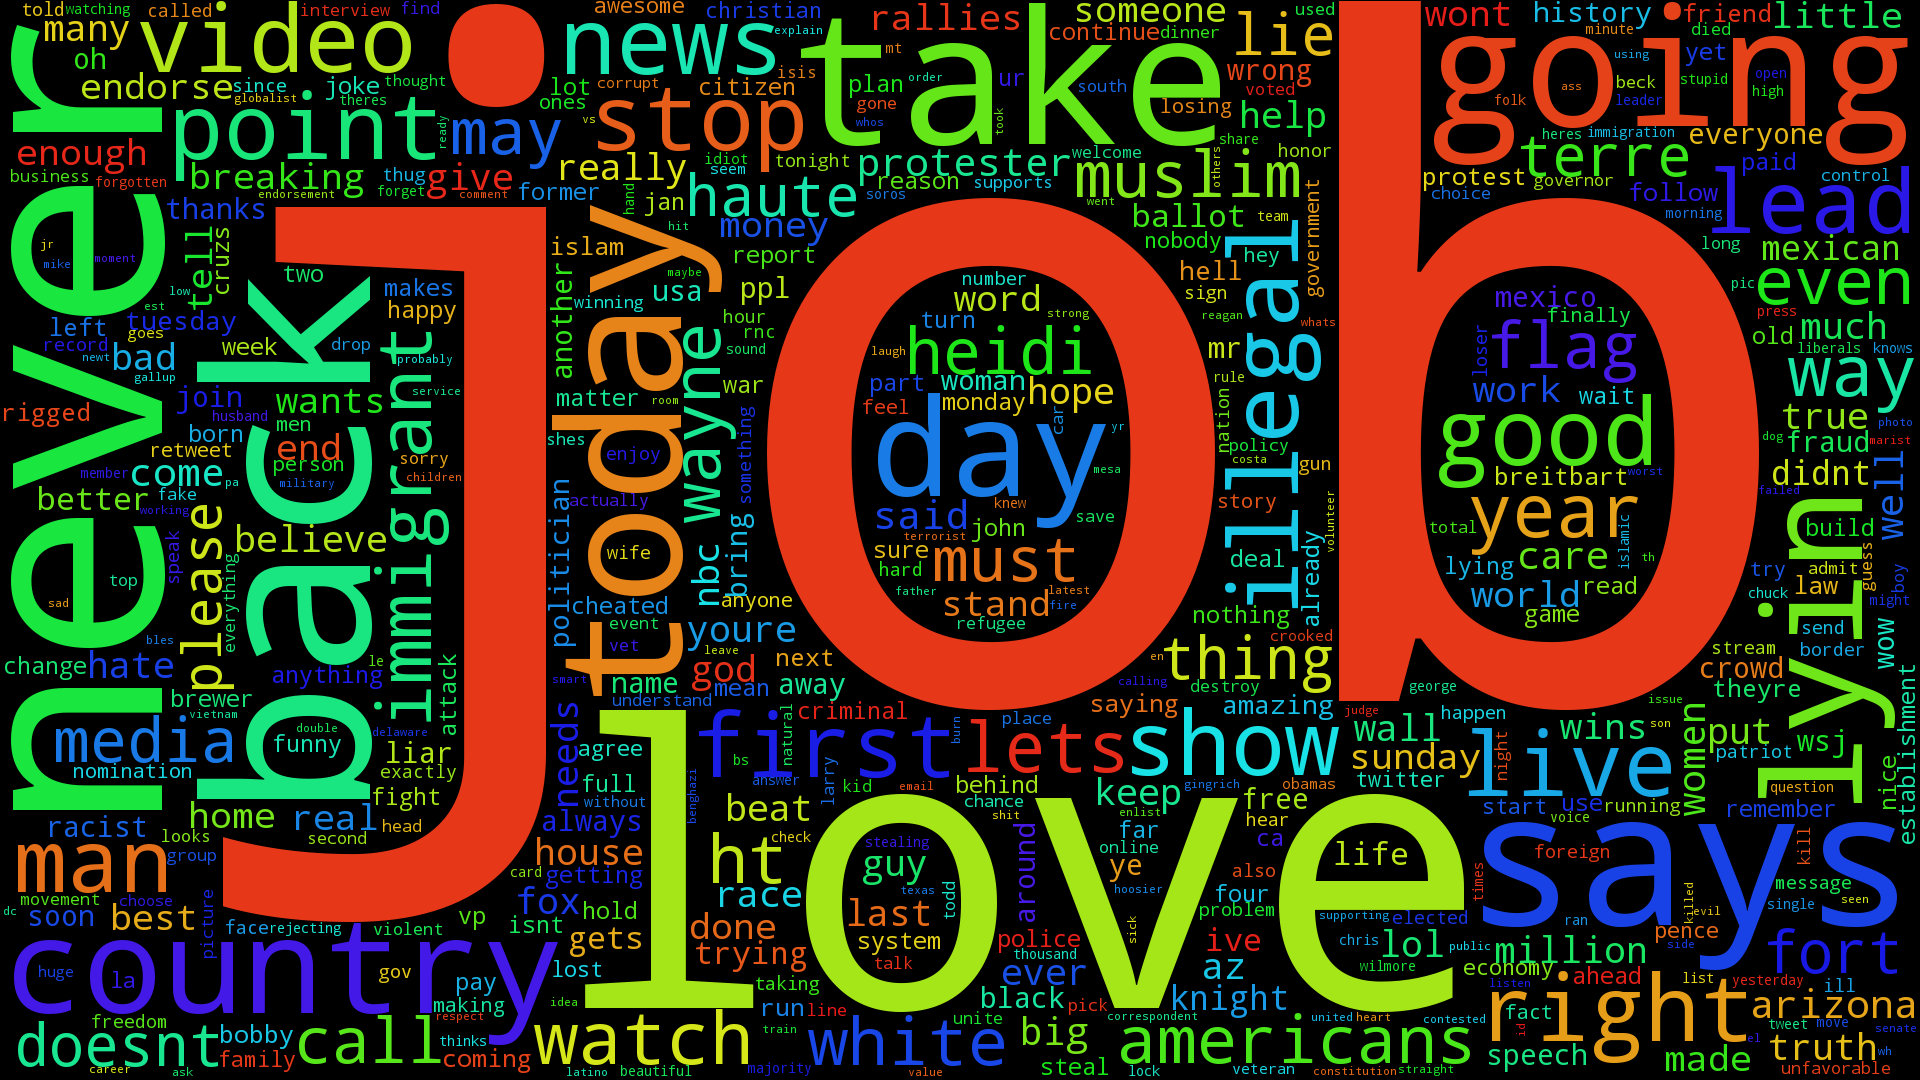 told watching called interview find awesome christian rallies someone used wont history friend little
many video news take continue dinner lie going minute died
oh endorse since joke thought explain mt plan order ur south wrong yet using
globalist theres lot corrupt isis citizen gone losing voted beck stupid open high
point may ones vs stop whos took help folk ass leader
enough ready really idiot tonight protester welcome share honor heres immigration everyone
business forgotten breaking thug give former seem reason supports muslim others terre paid
thanks endorsement forget comment jan hand haute soros went ballot team protest governor choice follow control lead
never jr mike moment tell cruzs islam hit money nobody government morning
two report hell hey long mexican
low est makes happy another maybe usa ppl number word strong sign mexico pic even
left tuesday goes winning hour rnc turn reagan whats finally press old much
record newt bad week drop today sound heidi mr flag loser liberals knows
gallup back probably wayne laugh illegal way
join wants service matter room war part woman hope rule work wait
rigged husband men feel monday nation good true photo
born end shes day car yr policy dog fraud marist
retweet person sorry enjoy something costa breitbart worst didnt
member come pa military children mesa gun year failed
better fake working immigrant actually said john knew save story total well
please believe politician terrorist volunteer islamic build
speak wife nbc bring sure must deal already care th guess
top hard lying admit
everything cheated anyone father latest try law boy
sad stand fire nothing world read chuck might
bles event youre refugee crooked game send
change hate anything le vet leave job en thing stream border wow
smart god next mean calling destroy george crowd
brewer vietnam attack name understand away saying amazing issue theyre establishment
media double delaware needs criminal place judge wall happen wins women put lyin
funny liar agree natural first burn lets show sunday son patriot wsj
nomination exactly full bs answer behind twitter night live question nice
home real fight without benghazi larry kid email chance keep gingrich free obamas start use running remember
racist looks second head always beat check shit enlist hear voice
man group house ht stealing guy far online life foreign kill
card getting around ye also says message
dc movement choose fox race texas todd hoosier four times single seen
soon best vp isnt hold last love problem supporting elected ran killed evil
picture face rejecting violent done system police sick ive chris lol public million pence side
country gets trying talk thousand wilmore economy fort
huge la gov lost ever az ahead list yesterday
pay taking black pick knight listen ill
making idea run line correspondent right arizona
freedom respect unite united heart contested fact tweet move senate
doesnt bobby call thinks watch train white big americans id el truth wh
family coming steal speech made
career ask latino beautiful majority value lock veteran constitution straight unfavorable